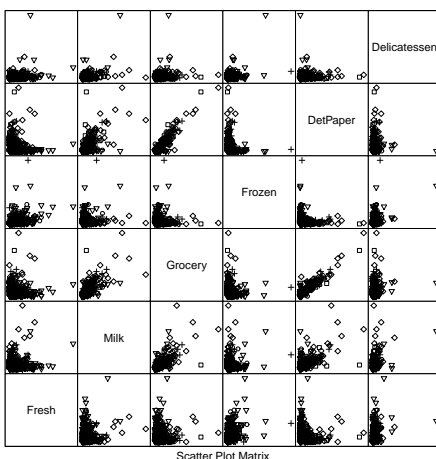 Delicatessen
DetPaper
Frozen
Grocery
Milk
Fresh
Scatter Plot Matrix